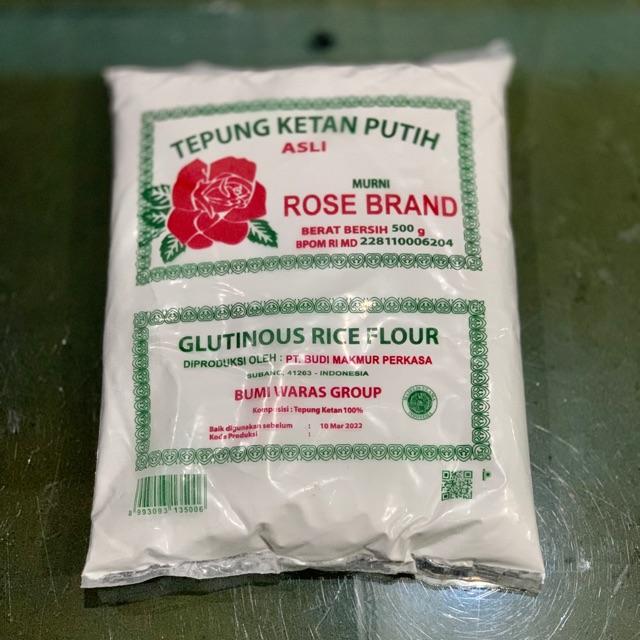 TEPUNG KETAN PUTIH
ASLI
MURNI
ROSE BRAND
BERAT BERSIH 500 g
BPOM RI MD 228110006204
GLUTINOUS RICE FLOUR
DIPRODUKSI OLEH : PT. BUDI MAKMUR PERKASA
SUBANG, 41263 - INDONESIA
BUMI WARAS GROUP
Komposisi : Tepung Ketan 100%
Baik digunakan sebelum : 10 Mar 2022
Kode Produksi :
8 993093 135006